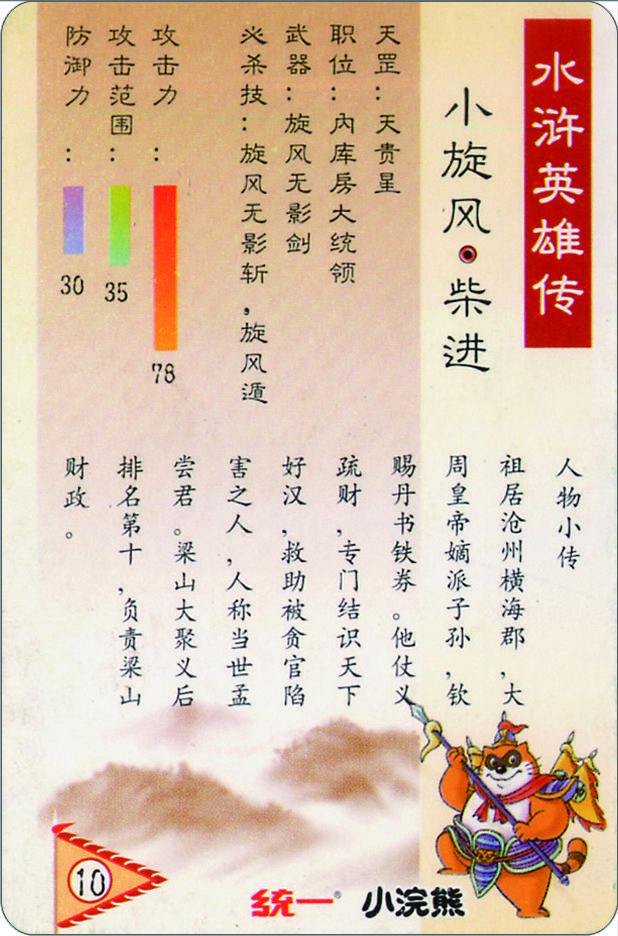 水浒英雄传
小旋风·柴进
天罡：天贵星
职位：内库房大统领
武器：旋风无影剑
必杀技：旋风无影斩，旋风遁
攻击力：
78
攻击范围：
35
防御力：
30
人物小传
祖居沧州横海郡，大
周皇帝嫡派子孙，钦
赐丹书铁券。他仗义
疏财，专门结识天下
好汉，救助被贪官陷
害之人，人称当世孟
尝君。梁山大聚义后
排名第十，负责梁山
财政。
10
统一®
小浣熊